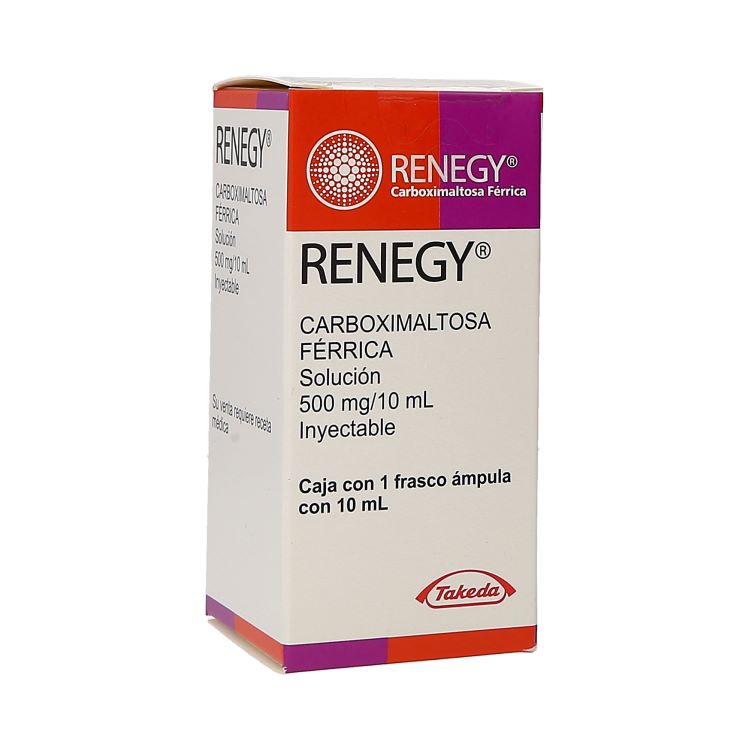 RENEGY®
CARBOXIMALTOSA
FÉRRICA
Solución
500 mg/10 mL
Inyectable
Su venta requiere receta
médica
RENEGY®
Carboximaltosa Férrica
RENEGY®
CARBOXIMALTOSA
FÉRRICA
Solución
500 mg/10 mL
Inyectable
Caja con 1 frasco ámpula
con 10 mL
Takeda